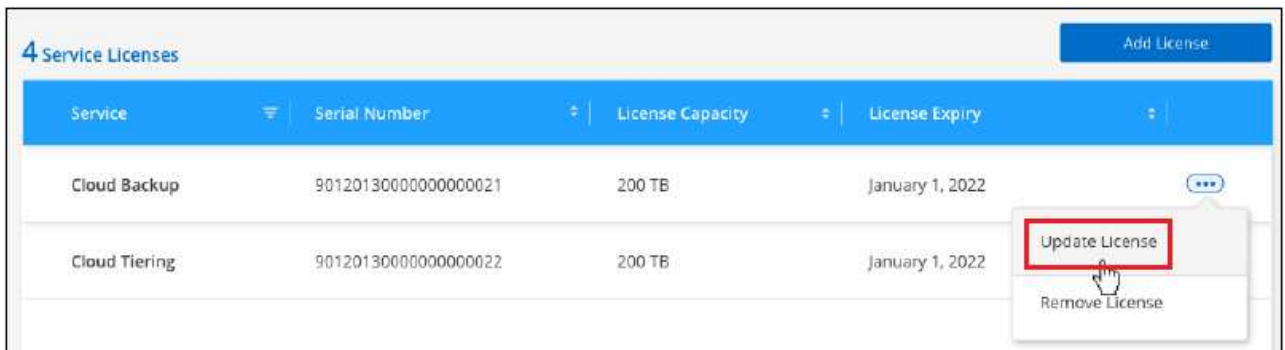 4 Service Licenses
Add License
Service Serial Number License Capacity License Expiry
Cloud Backup 90120130000000000021 200 TB January 1, 2022
Update License
Cloud Tiering 90120130000000000022 200 TB January 1, 2022
Remove License